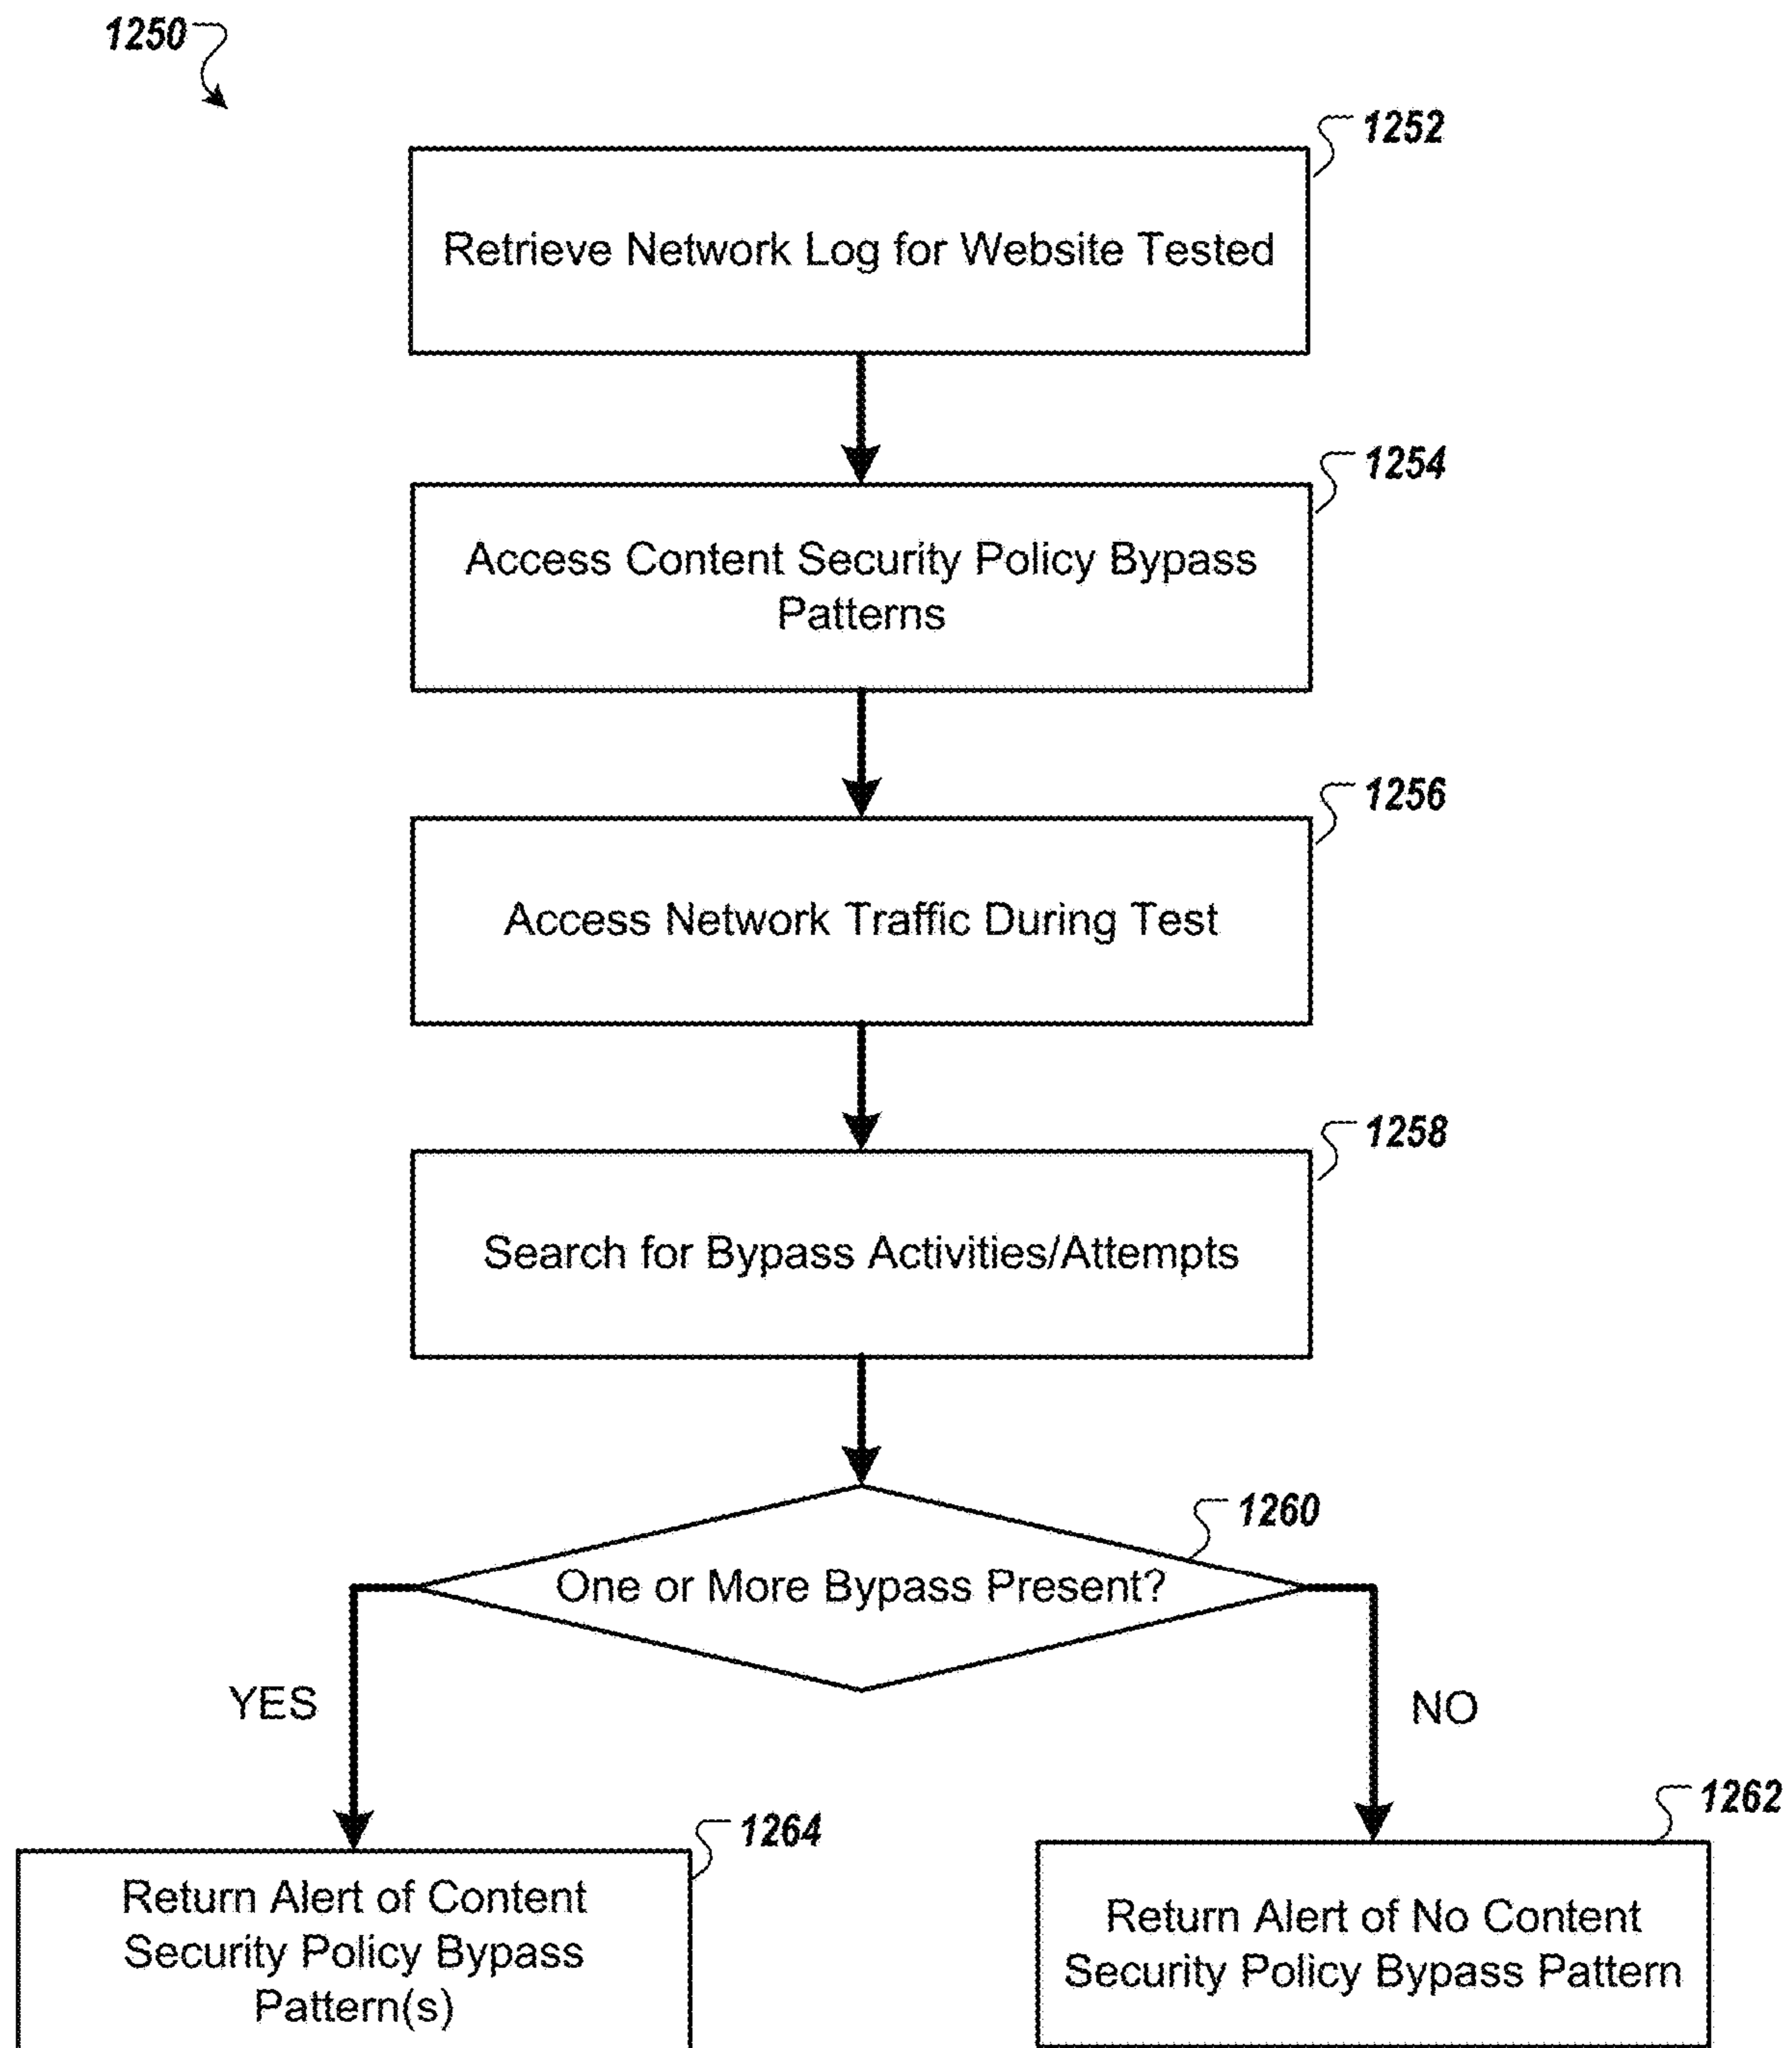 1250
1252
Retrieve Network Log for Website Tested
1254
Access Content Security Policy Bypass
Patterns
1256
Access Network Traffic During Test
1258
Search for Bypass Activities/Attempts
1260
One or More Bypass Present?
YES
NO
1264
Return Alert of Content
Security Policy Bypass
Pattern(s)
1262
Return Alert of No Content
Security Policy Bypass Pattern